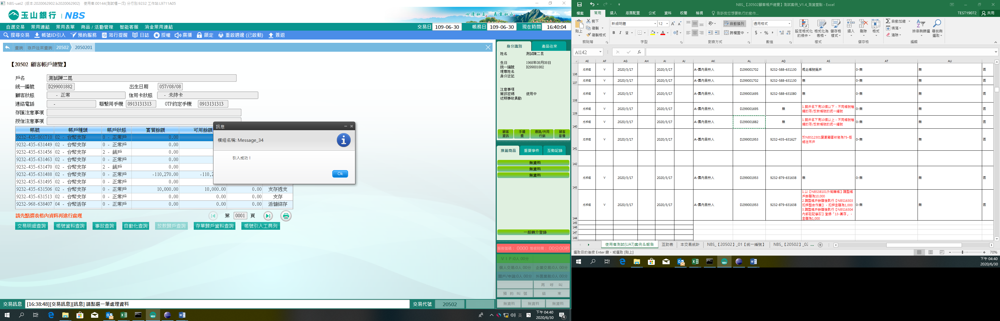 NBS-uat2 (版本:2020062902.b2020062902) 使用者:00144(測試櫃一戊) 分行別:9232 工作站:L9711A05
玉山銀行 | NBS
心清如玉。 義重如山。
自選交易 常用連結 常用表單 商品 / 活動管理 智能客服 消金常用連結
交易日 109-06-30 帳務日 109-06-30 現在時間 16:40:04
搜尋交易 帳號ID引入 預約服務 蒞行提醒 日誌 授權 廣播 鎖定 重啟週邊 (已啟動) 簽退
查詢 存戶往來查詢 20502 2050201
【20502 顧客帳戶總覽】
戶名 測試陳二昆
統一編號 D299001882 出生日期 057/08/08
顧客狀態 - 正常 信用卡狀態 - 未持卡
連絡電話 - 聯繫用手機 0913131313 OTP約定手機 0913131313
存匯注意事項
授信注意事項
帳號 帳戶種類 帳戶狀態 實質餘額 可用餘額
9232-435-001710 02 - 台幣支存 0 - 正常戶 0.00
9232-435-631449 02 - 台幣支存 0 - 正常戶 0.00
9232-435-631456 02 - 台幣支存 2 - 銷戶 0.00
9232-435-631463 02 - 台幣支存 0 - 正常戶 0.00
9232-435-631470 02 - 台幣支存 2 - 銷戶 0.00
9232-435-631488 02 - 台幣支存 0 - 正常戶 -110,270.00 -110,2
9232-435-631495 02 - 台幣支存 0 - 正常戶 0.00
9232-435-631506 02 - 台幣支存 0 - 正常戶 10,000.00 10,000.00 0.00 支存透支
9232-435-631513 02 - 台幣支存 0 - 正常戶 0.00 0.00 0.00 支存
9232-968-638407 04 - 台幣活存 0 - 正常戶 0.00 0.00 0.00 活儲綜存
請先點選表格內資料再進行處理
第 0001 頁
交易明細查詢 帳號資料查詢 事故查詢 自動化查詢 放款歸戶查詢 存單歸戶資料查詢 帳號引入工具列
訊息
模組名稱: Message_34
引入成功！
Ok
身分識別 產品往來
姓名 測試陳二昆
生日 1968年08月08日
統一編號 D299001882
理專姓名
身分註記
注意事項
簡訊密碼 使用中
近期事故異動
顧客資訊 手續費 通路/共同行銷 顧客影像
推薦商品 重要事件 互動記錄
無資料
無資料
無資料
一般轉介登錄
服務號碼： 0000 等候時間： 00分00秒
V I P:0人 00分
個人交易:0人 00分 企業交易:0人 00分
開戶/申請:0人 00分 外匯業務:0人 00分
再 呼 叫
預 約 叫 號 結 束
無資料 無資料 無資料
交易訊息 [16:38:48][交易訊息][訊息] 請點選一筆處理資料 交易代號 20502
英
下午 04:40
2020/6/30
4
NBS_【20502顧客帳戶總覽】測試案例_V1.4_測資盤點 - Excel
檔案 常用 插入 版面配置 公式 資料 校閱 檢視 告訴我您想要執行的動作... TEST19072 共用
貼上 剪下 複製 複製格式 剪貼簿
新細明體 12 B I U 字型
自動換列 跨欄置中 對齊方式
通用格式 $ % 數值
設定格式化的條件 格式化為表格 儲存格樣式 樣式
插入 刪除 格式 儲存格
自動加總 填滿 清除 排序與篩選 尋找與選取 編輯
AI142 fx
AE AF AG AH AI AJ AK AL AQ AS AT AU
136 V 2020/3/17 2020/3/17 A-國內自然人 D299001702 9232-588-631130 將此帳號銷戶 0-無 無 否
137 V 2020/3/17 2020/3/17 A-國內自然人 D299001702 9232-588-631130 無 0-無 無 否
138 V 2020/3/17 2020/3/17 A-國內自然人 D299001695 9232-588-631080 無 0-無 無 否
139 V 2020/3/17 2020/3/17 A-國內自然人 D299001695 無 1.歸戶名下有10個以下，不同帳號種類的存/放款帳號的統一編號 0-無 無 否
140 V 2020/3/17 2020/3/17 A-國內自然人 D299001882 無 1.歸戶名下有10個以上，不同帳號種類的存/放款帳號的統一編號 0-無 無 否
141 V 2020/3/17 2020/3/17 A-國內自然人 D299001953 9232-435-631627 於NBS12301變更顧客狀態為75-拒絕往來戶 0-無 無 否
142
143 V 2020/3/17 2020/3/17 A-國內自然人 D299001953 9232-879-631638 無 0-無 無 否
144 V 2020/3/17 2020/3/17 A-國內自然人 D299001953 9232-879-631638 1.以【NBS38101外幣轉帳】調整帳戶餘額為10,000
2.調整帳戶餘額後執行【NBS16303扣押暨合作業】，扣押金額為1,000
3.調整帳戶餘額後執行【NBS16304內部註記事故】登錄「13-圈存」，金額為1,000 0-無 無 否
145
146
147
148
使用者測試(UAT)案例＆報告 互助表 本交易統計 NBS_【20502】_01【統一編號】 NBS_【20502】_02 ...
選取目的後按 Enter 鍵，或選取 [貼上] 70%
下午 04:40
2020/6/30